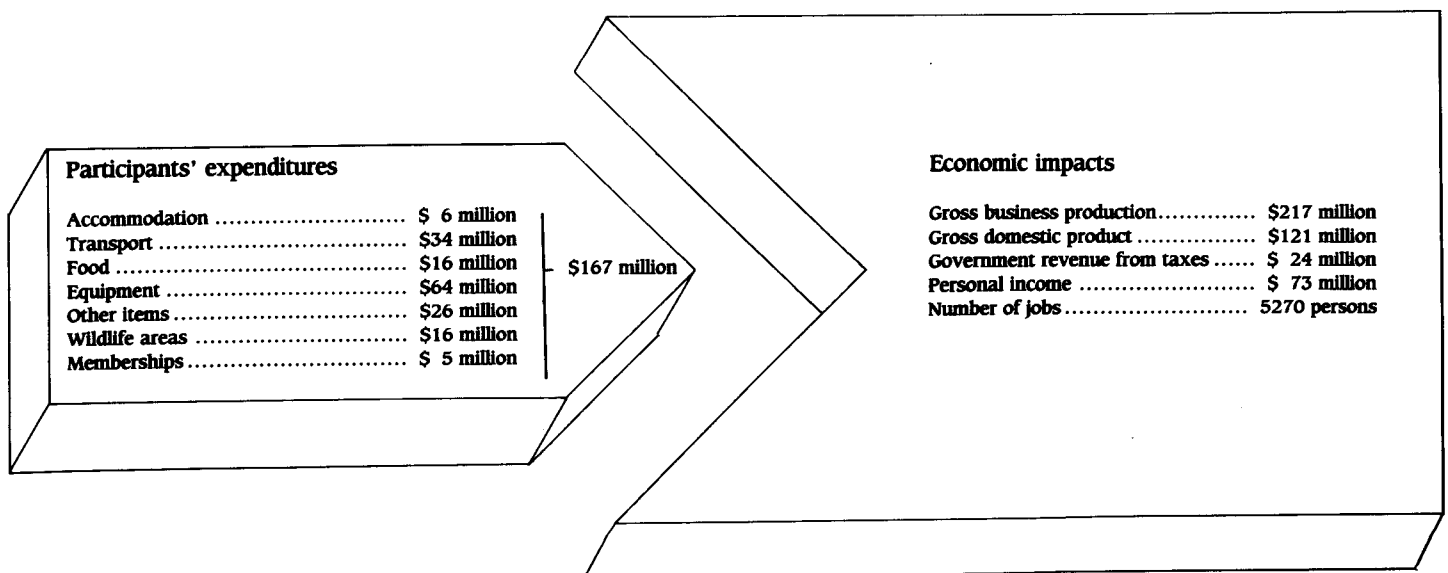 Participants' expenditures
Accommodation .......................... $ 6 million
Transport .................................. $34 million
Food ........................................ $16 million
Equipment ................................. $64 million
Other items ................................ $26 million
Wildlife areas ............................. $16 million
Memberships .............................. $ 5 million
$167 million
Economic impacts
Gross business production.............. $217 million
Gross domestic product ................ $121 million
Government revenue from taxes ...... $ 24 million
Personal income ........................ $ 73 million
Number of jobs .......................... 5270 persons